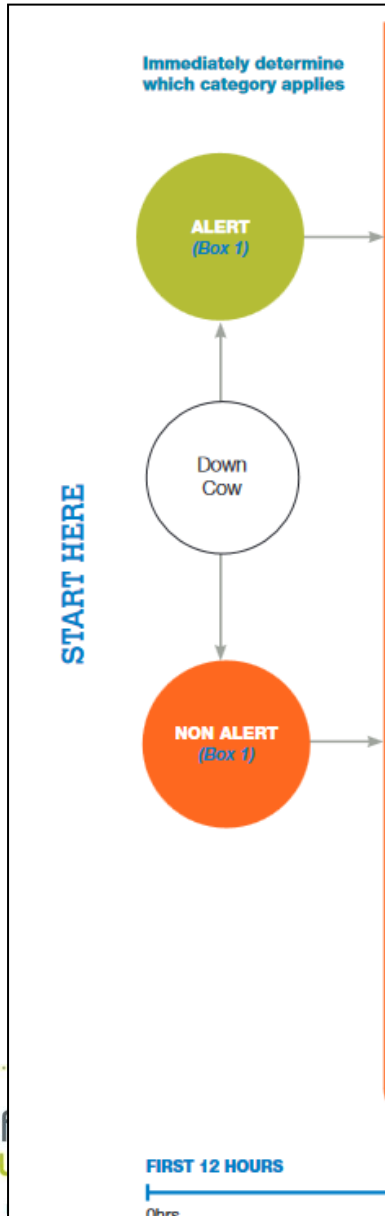 Immediately determine
which category applies
ALERT
(Box 1)
Down
Cow
START HERE
NON ALERT
(Box 1)
FIRST 12 HOURS
0hrs